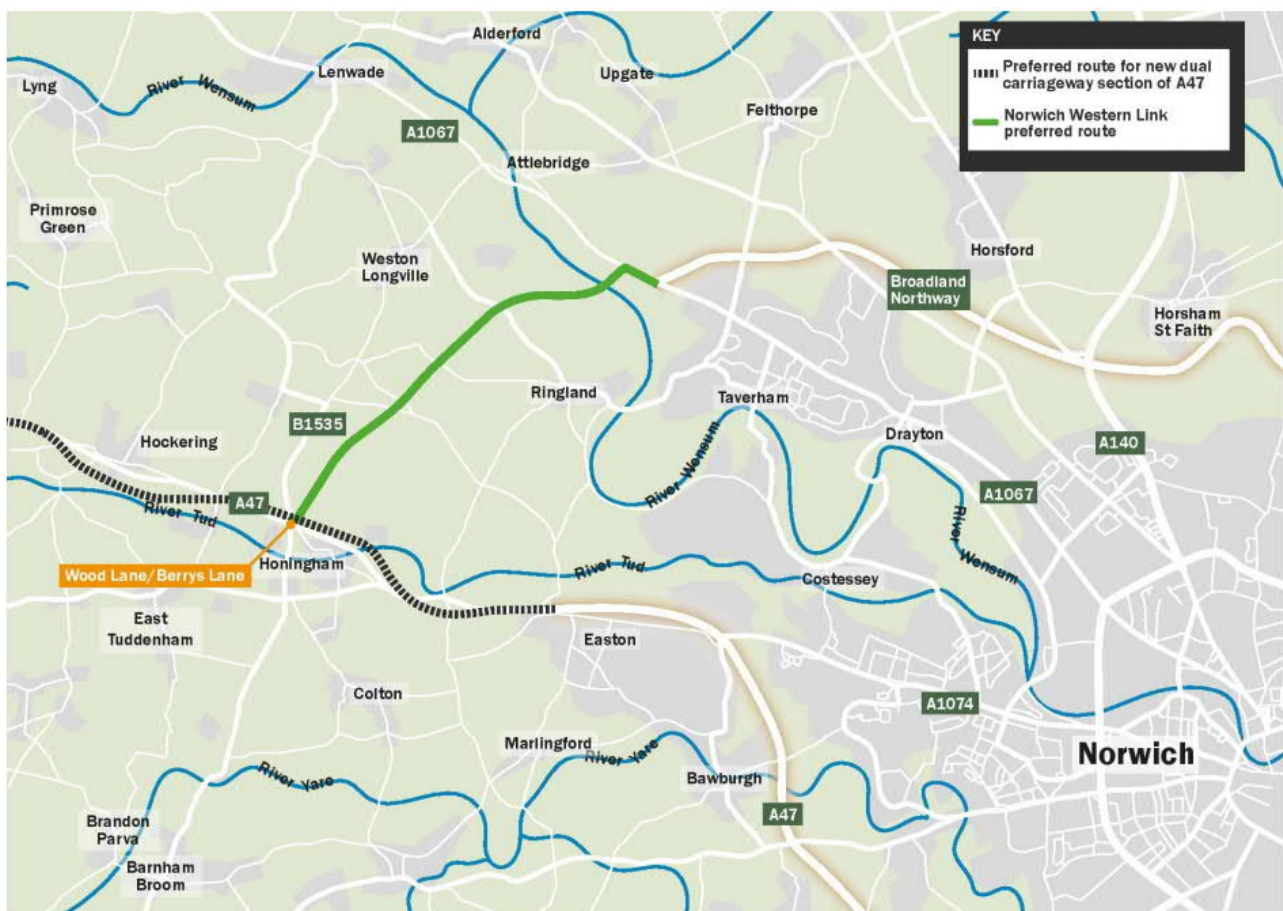 KEY
Preferred route for new dual
carriageway section of A47
Norwich Western Link
preferred route
Alderford
Lenwade
Upgate
Lyng
River Wensum
Felthorpe
A1067
Attlebridge
Primrose
Green
Weston
Longville
Horsford
Broadland
Northway
Horsham
St Faith
Ringland
Taverham
B1535
Hockering
Drayton
A140
River Wensum
A47
A1067
River Tud
River Wensum
Honingham
Wood Lane/Berrys Lane
River Tud
Costessey
East
Tuddenham
Easton
Colton
A1074
Marlingford
River Yare
Norwich
River Yare
Bawburgh
Brandon
Parva
A47
Barnham
Broom